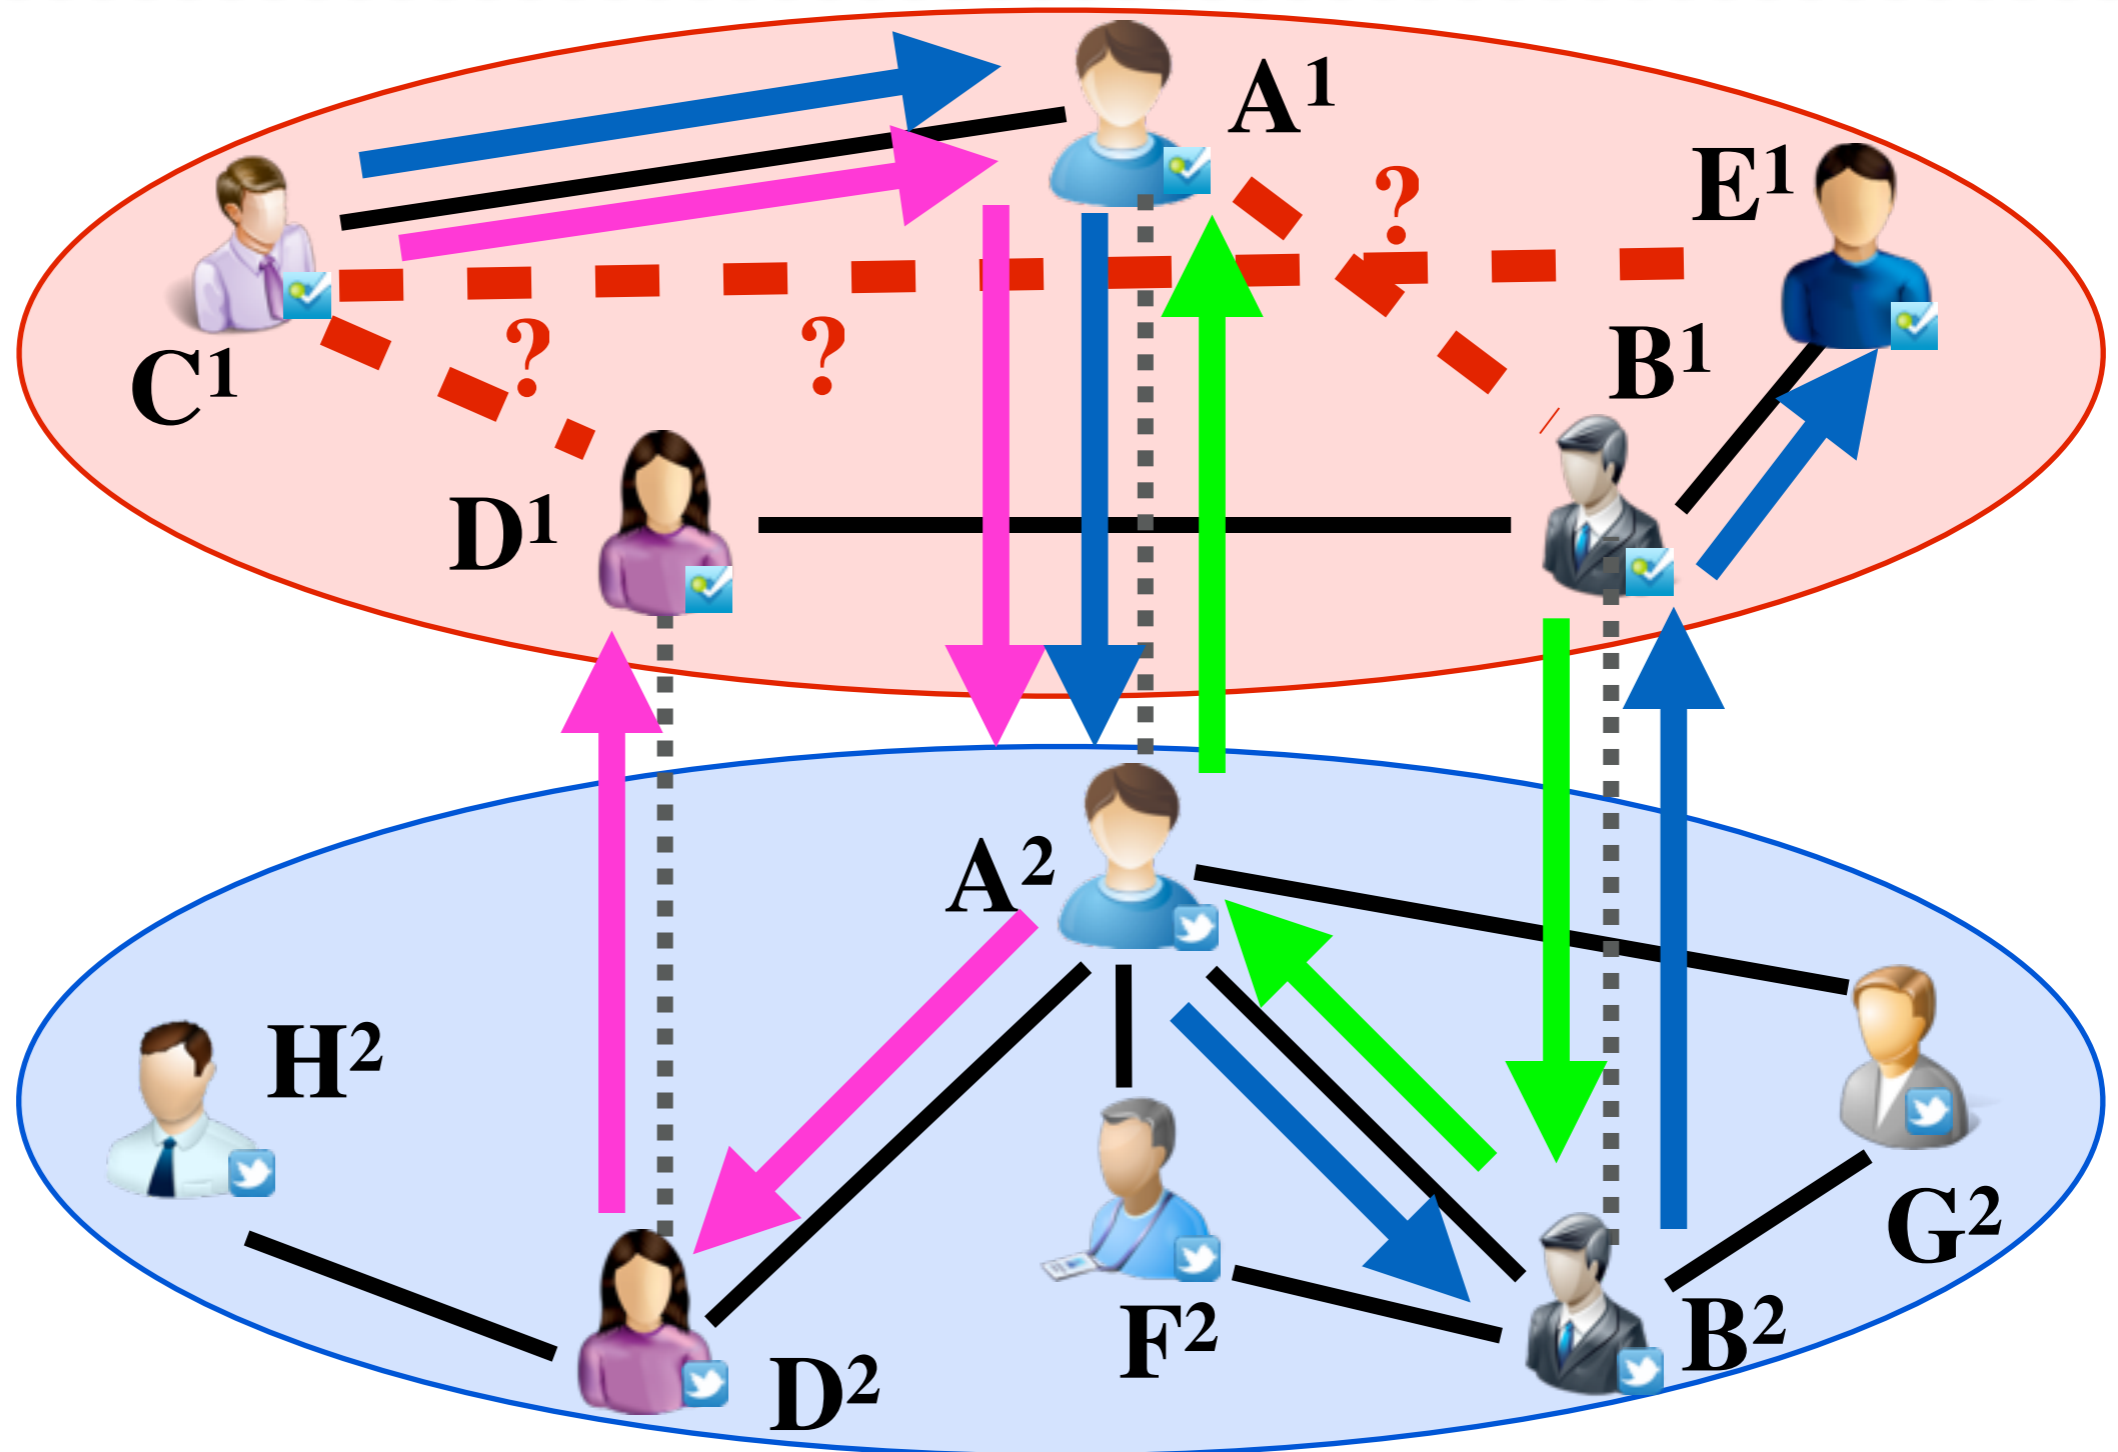 A¹
E¹
?
B¹
C¹
?
?
D¹
A²
H²
G²
F²
B²
D²